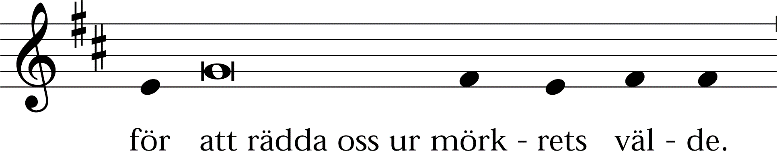 för att rädda oss ur mörk - rets väl - de.